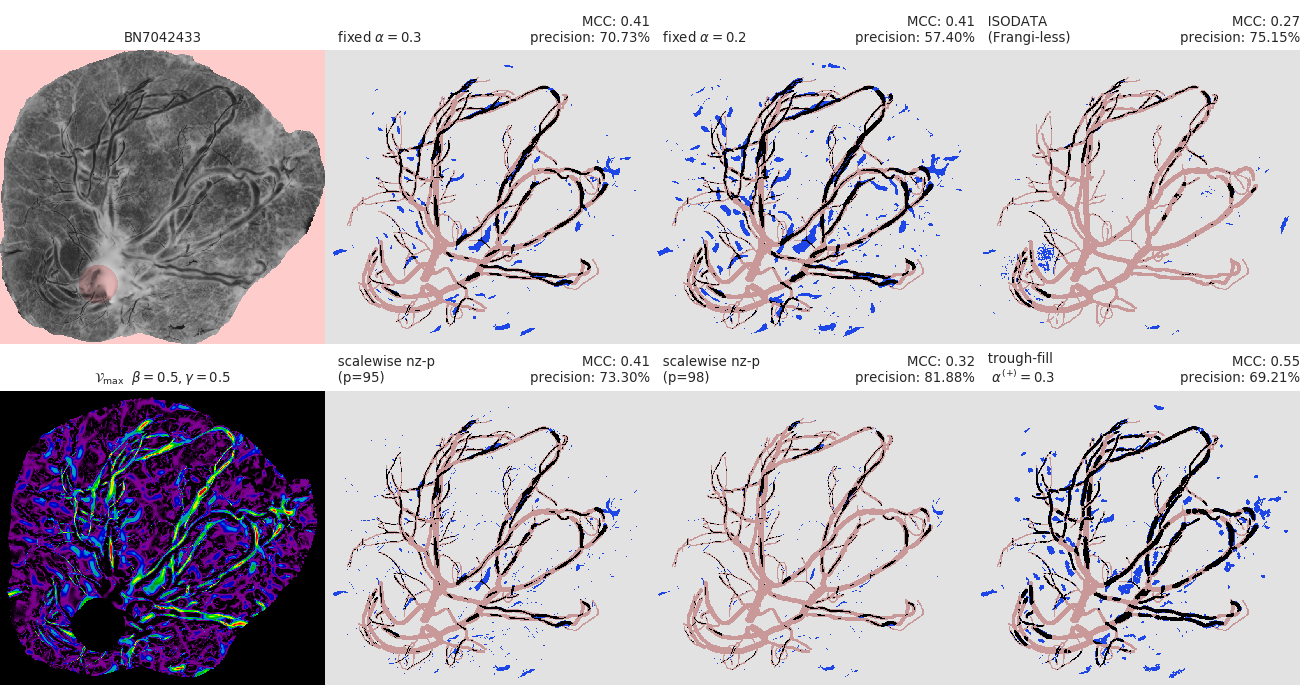 BN7042433
fixed α = 0.3
MCC: 0.41
precision: 70.73%
fixed α = 0.2
MCC: 0.41
precision: 57.40%
ISODATA
(Frangi-less)
MCC: 0.27
precision: 75.15%
𝒱max β = 0.5, γ = 0.5
scalewise nz-p
(p=95)
MCC: 0.41
precision: 73.30%
scalewise nz-p
(p=98)
MCC: 0.32
precision: 81.88%
trough-fill
α(+) = 0.3
MCC: 0.55
precision: 69.21%